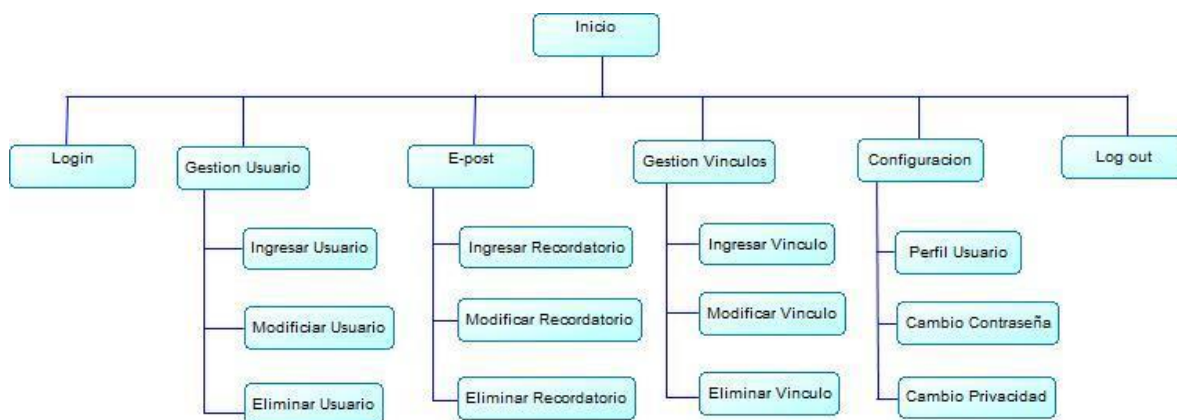 Inicio
Login
Gestion Usuario
E-post
Gestion Vinculos
Configuracion
Log out
Ingresar Usuario
Modificiar Usuario
Eliminar Usuario
Ingresar Recordatorio
Modificar Recordatorio
Eliminar Recordatorio
Ingresar Vinculo
Modificar Vinculo
Eliminar Vinculo
Perfil Usuario
Cambio Contraseña
Cambio Privacidad